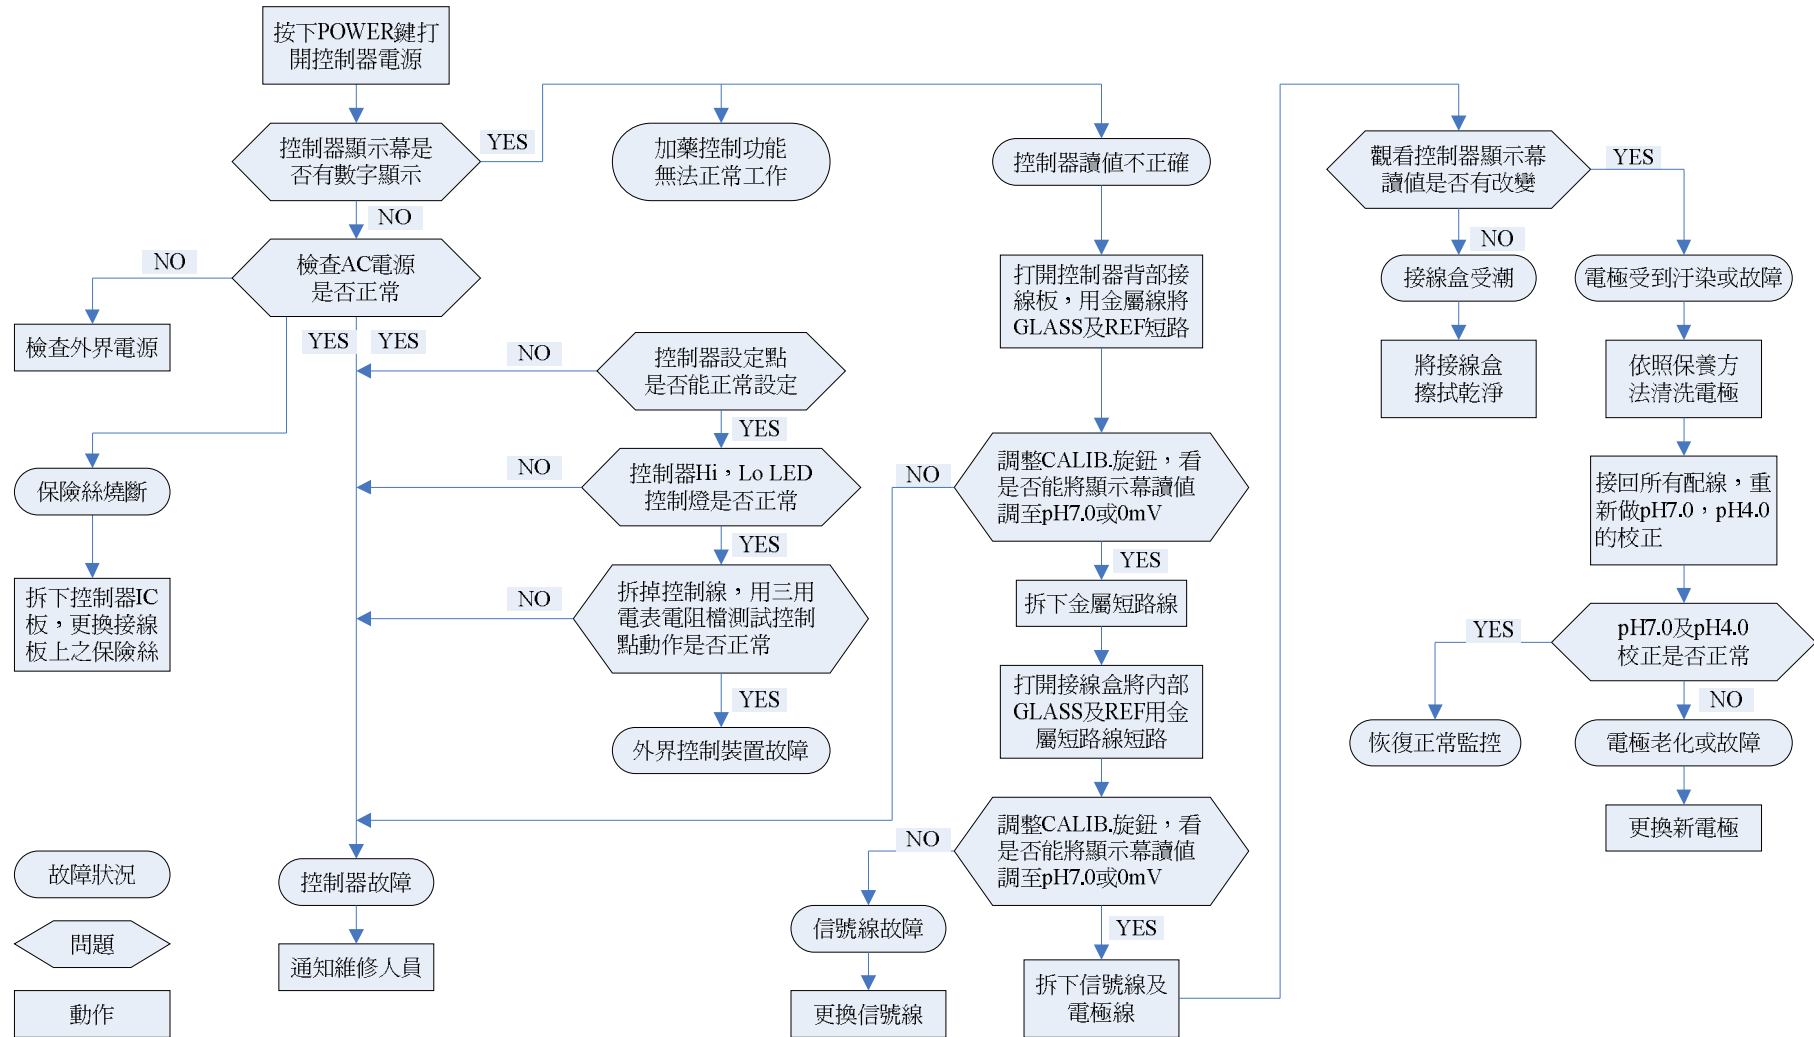 按下POWER鍵打
開控制器電源
控制器顯示幕是
否有數字顯示
YES
NO
加藥控制功能
無法正常工作
控制器讀值不正確
檢查AC電源
是否正常
NO
檢查外界電源
YES
YES
保險絲燒斷
拆下控制器IC
板，更換接線
板上之保險絲
控制器設定點
是否能正常設定
NO
YES
控制器Hi，Lo LED
控制燈是否正常
NO
YES
拆掉控制線，用三用
電表電阻檔測試控制
點動作是否正常
NO
YES
外界控制裝置故障
控制器故障
通知維修人員
打開控制器背部接
線板，用金屬線將
GLASS及REF短路
調整CALIB.旋鈕，看
是否能將顯示幕讀值
調至pH7.0或0mV
NO
YES
拆下金屬短路線
打開接線盒將內部
GLASS及REF用金
屬短路線短路
調整CALIB.旋鈕，看
是否能將顯示幕讀值
調至pH7.0或0mV
NO
YES
信號線故障
更換信號線
拆下信號線及
電極線
觀看控制器顯示幕
讀值是否有改變
YES
NO
接線盒受潮
將接線盒
擦拭乾淨
電極受到汙染或故障
依照保養方
法清洗電極
接回所有配線，重
新做pH7.0，pH4.0
的校正
pH7.0及pH4.0
校正是否正常
YES
NO
恢復正常監控
電極老化或故障
更換新電極
故障狀況
問題
動作